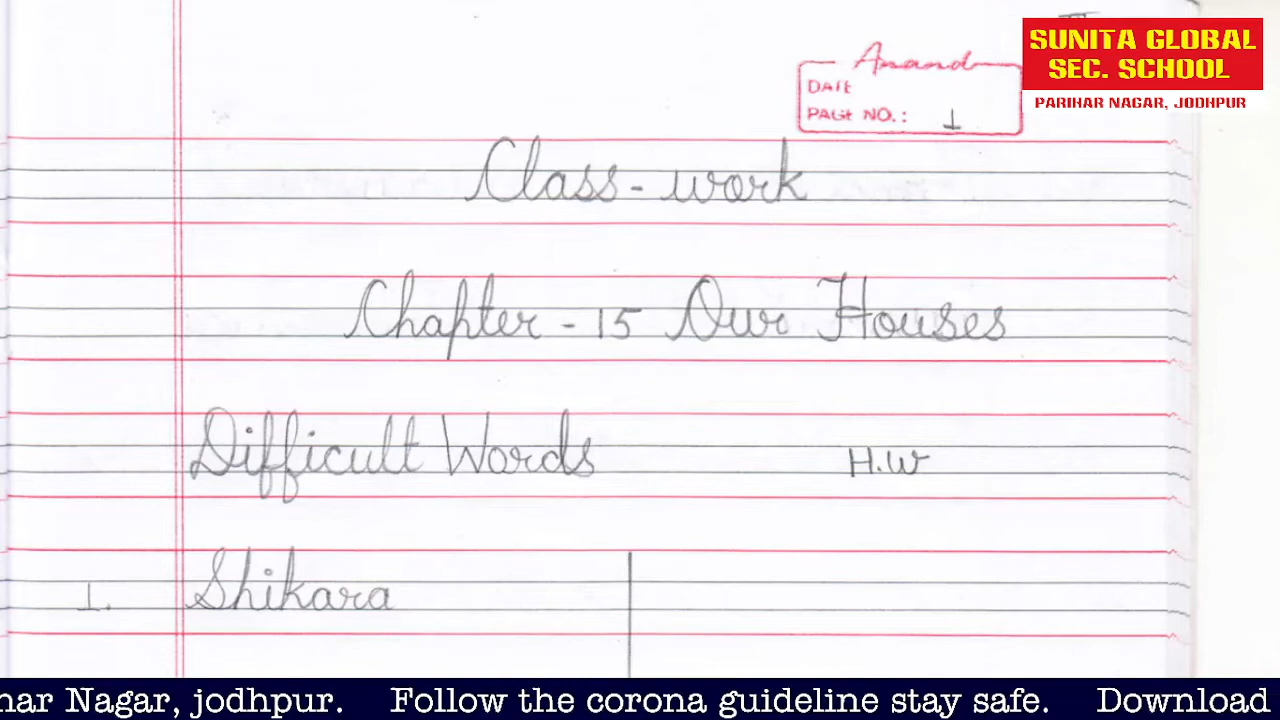 SUNITA GLOBAL
SEC. SCHOOL
PARIHAR NAGAR, JODHPUR
Anand
DATE
PAGE NO.: 1
Class-work
Chapter-15 Our Houses
Difficult Words H.W
1. Shikara
har Nagar, jodhpur. Follow the corona guideline stay safe. Download